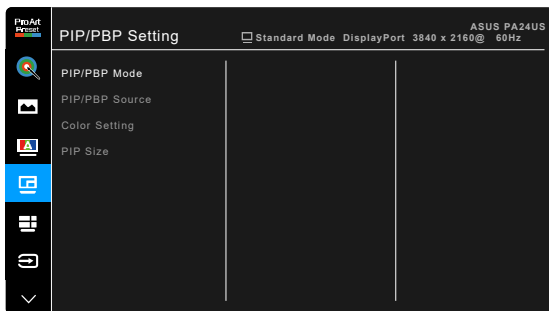 ProArt
Preset
PIP/PBP Setting
ASUS PA24US
Standard Mode DisplayPort 3840 x 2160@ 60Hz
A
PIP/PBP Mode
PIP/PBP Source
Color Setting
PIP Size